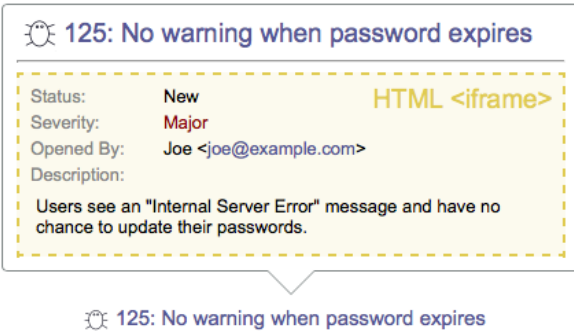 125: No warning when password expires
HTML <iframe>
Status: New
Severity: Major
Opened By: Joe <joe@example.com>
Description:
Users see an "Internal Server Error" message and have no
chance to update their passwords.
125: No warning when password expires